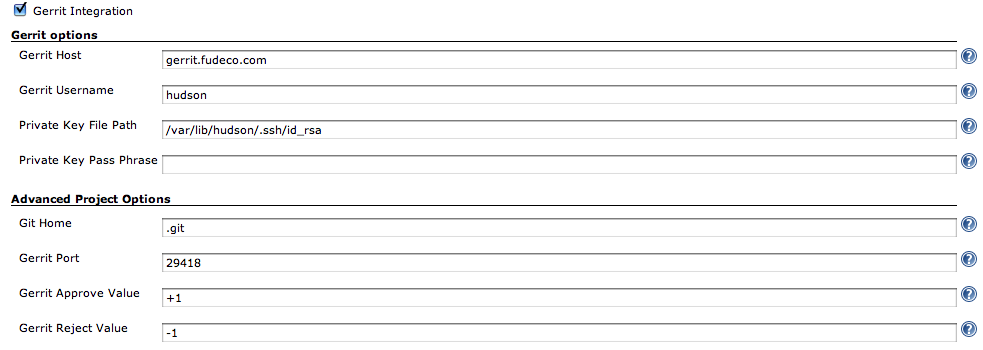 Gerrit Integration
Gerrit options
Gerrit Host gerrit.fudeco.com
Gerrit Username hudson
Private Key File Path /var/lib/hudson/.ssh/id_rsa
Private Key Pass Phrase
Advanced Project Options
Git Home .git
Gerrit Port 29418
Gerrit Approve Value +1
Gerrit Reject Value -1